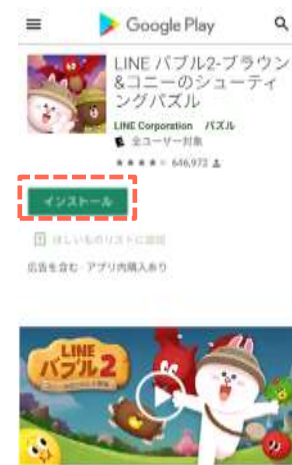 Google Play
LINE バブル2-ブラウン
&コニーのシューティ
ングパズル
LINE Corporation パズル
全ユーザー対象
646,973
インストール
ほしいものリストに追加
広告を含む・アプリ内購入あり
LINE
バブル2